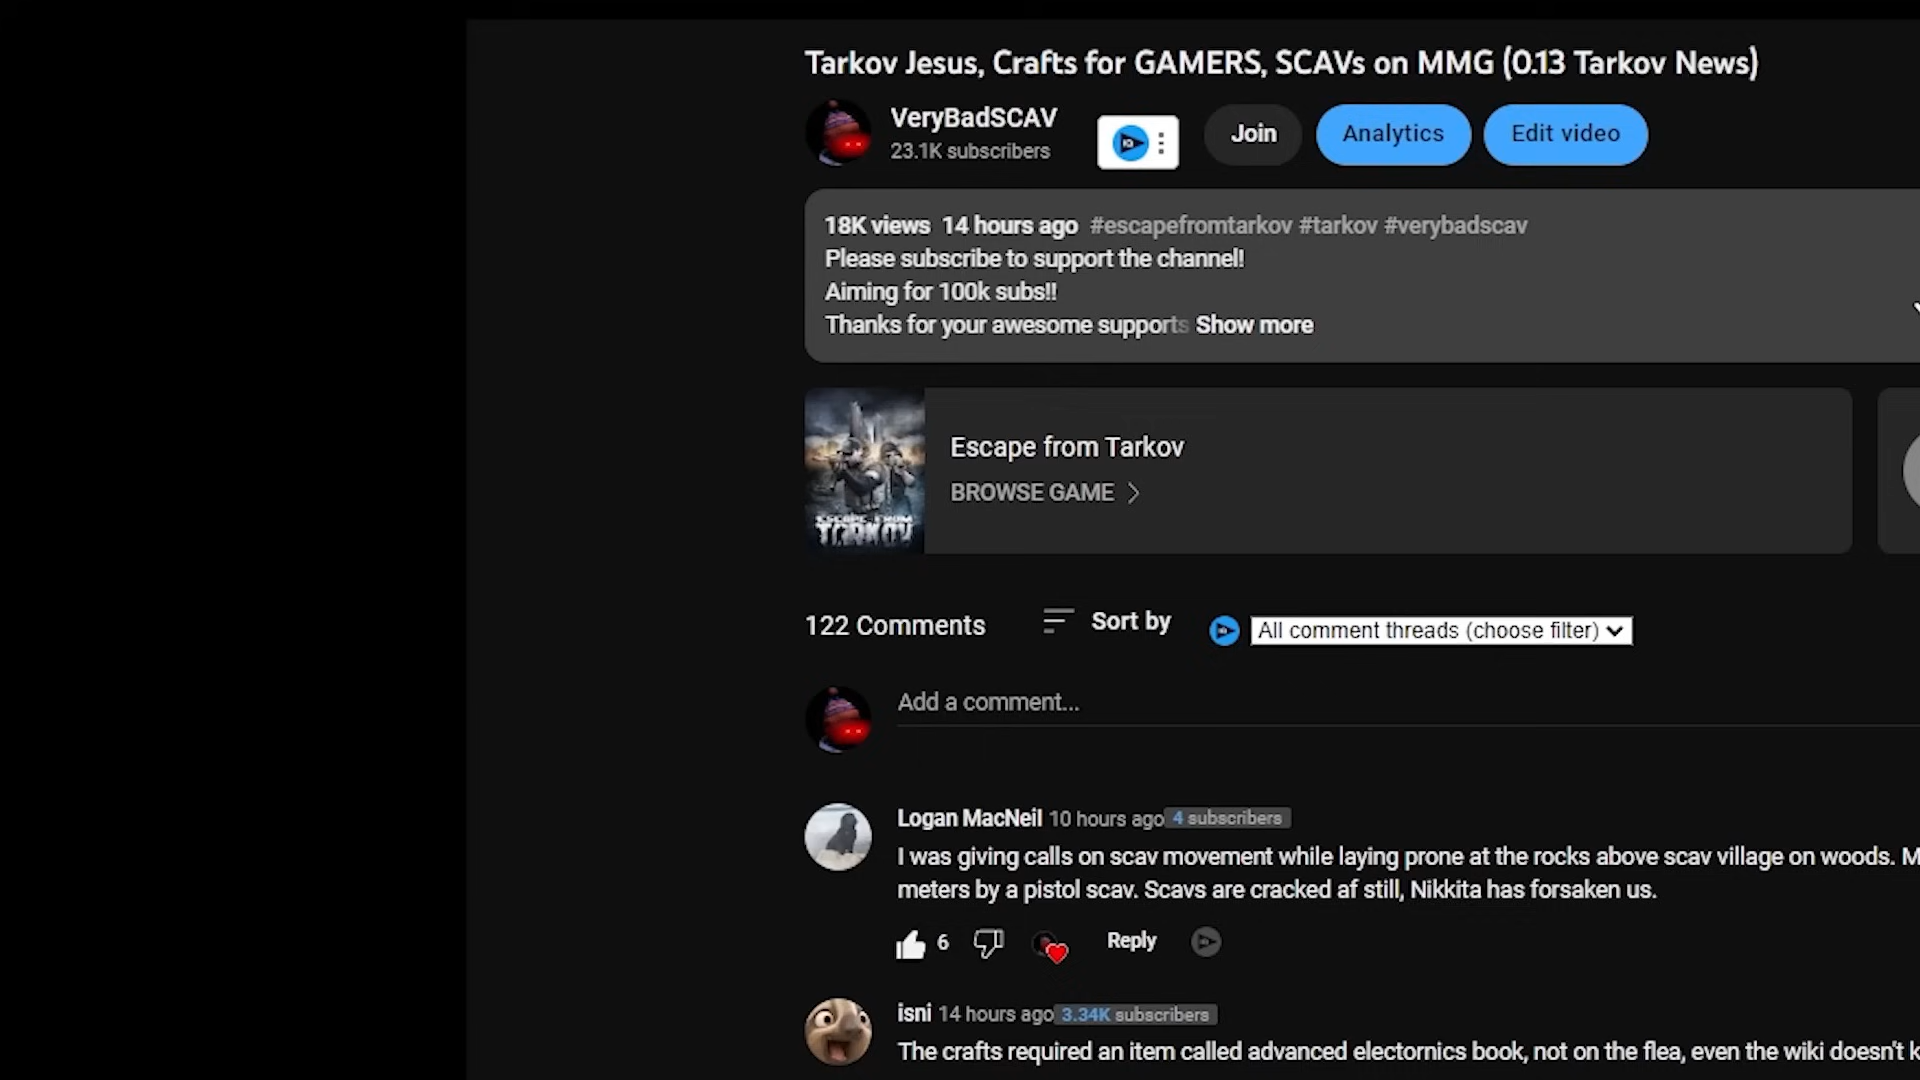 Tarkov Jesus, Crafts for GAMERS, SCAVs on MMG (0.13 Tarkov News)
VeryBadSCAV
23.1K subscribers
Join
Analytics
Edit video
18K views 14 hours ago #escapefromtarkov #tarkov #verybadscav
Please subscribe to support the channel!
Aiming for 100k subs!!
Thanks for your awesome supports Show more
ESCAPE FROM
TARKOV
Escape from Tarkov
BROWSE GAME
122 Comments
Sort by
All comment threads (choose filter)
Add a comment...
Logan MacNeil 10 hours ago 4 subscribers
I was giving calls on scav movement while laying prone at the rocks above scav village on woods. M
meters by a pistol scav. Scavs are cracked af still, Nikkita has forsaken us.
6
Reply
isni 14 hours ago 3.34K subscribers
The crafts required an item called advanced electornics book, not on the flea, even the wiki doesn't k